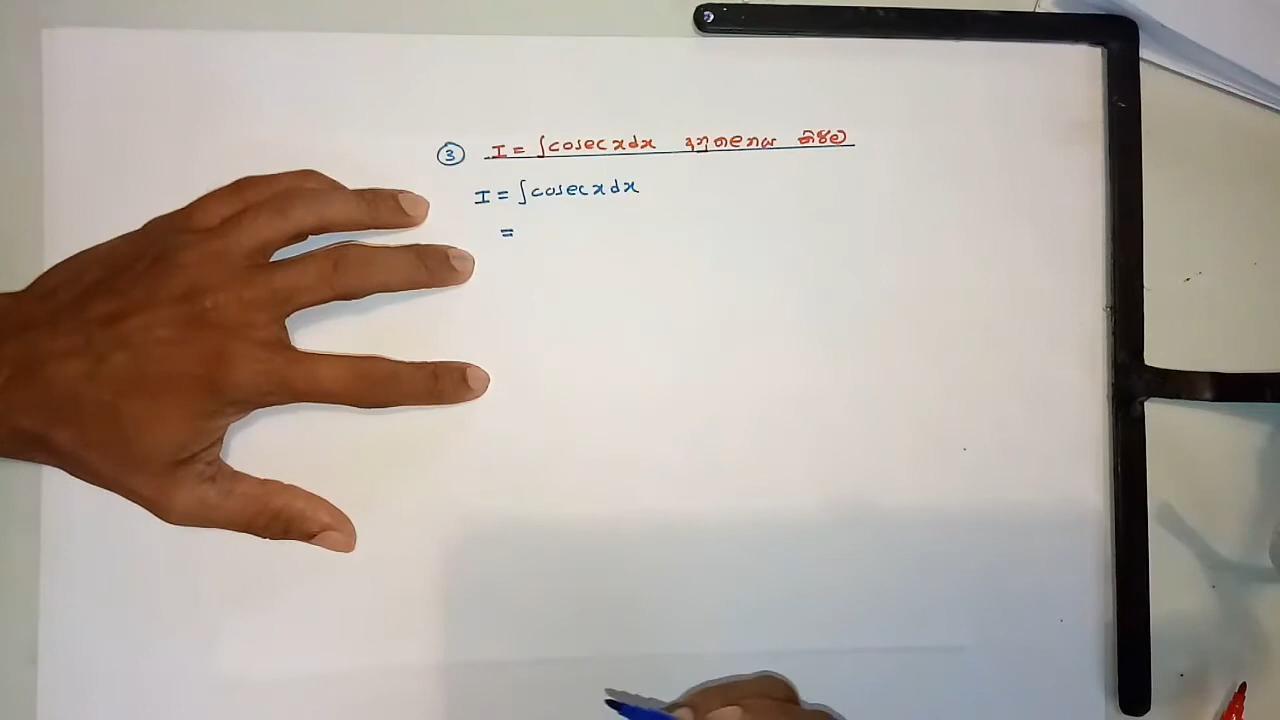 ③ I = ∫cosec x dx අනුකලනය කිරීම
I = ∫cosec x dx
=